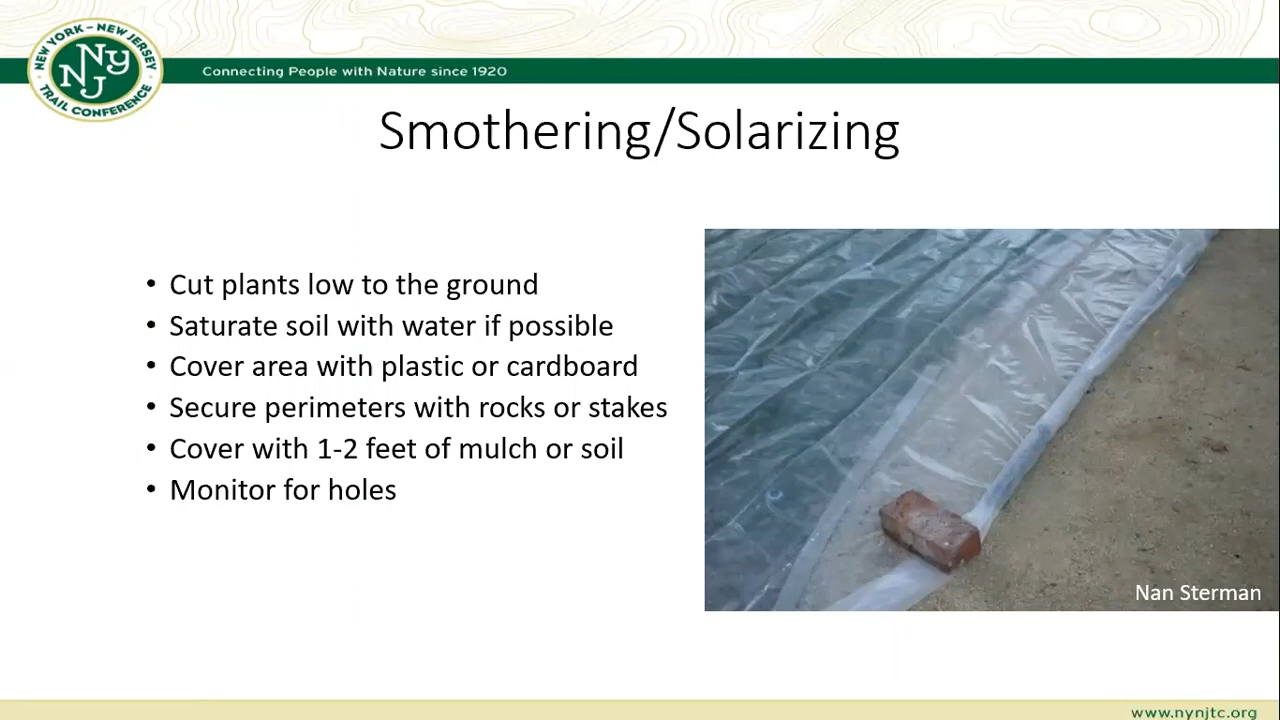 NEW YORK – NEW JERSEY
NY
NJ
TRAIL CONFERENCE
Connecting People with Nature since 1920
Smothering/Solarizing
• Cut plants low to the ground
• Saturate soil with water if possible
• Cover area with plastic or cardboard
• Secure perimeters with rocks or stakes
• Cover with 1-2 feet of mulch or soil
• Monitor for holes
Nan Sterman
www.nynjtc.org